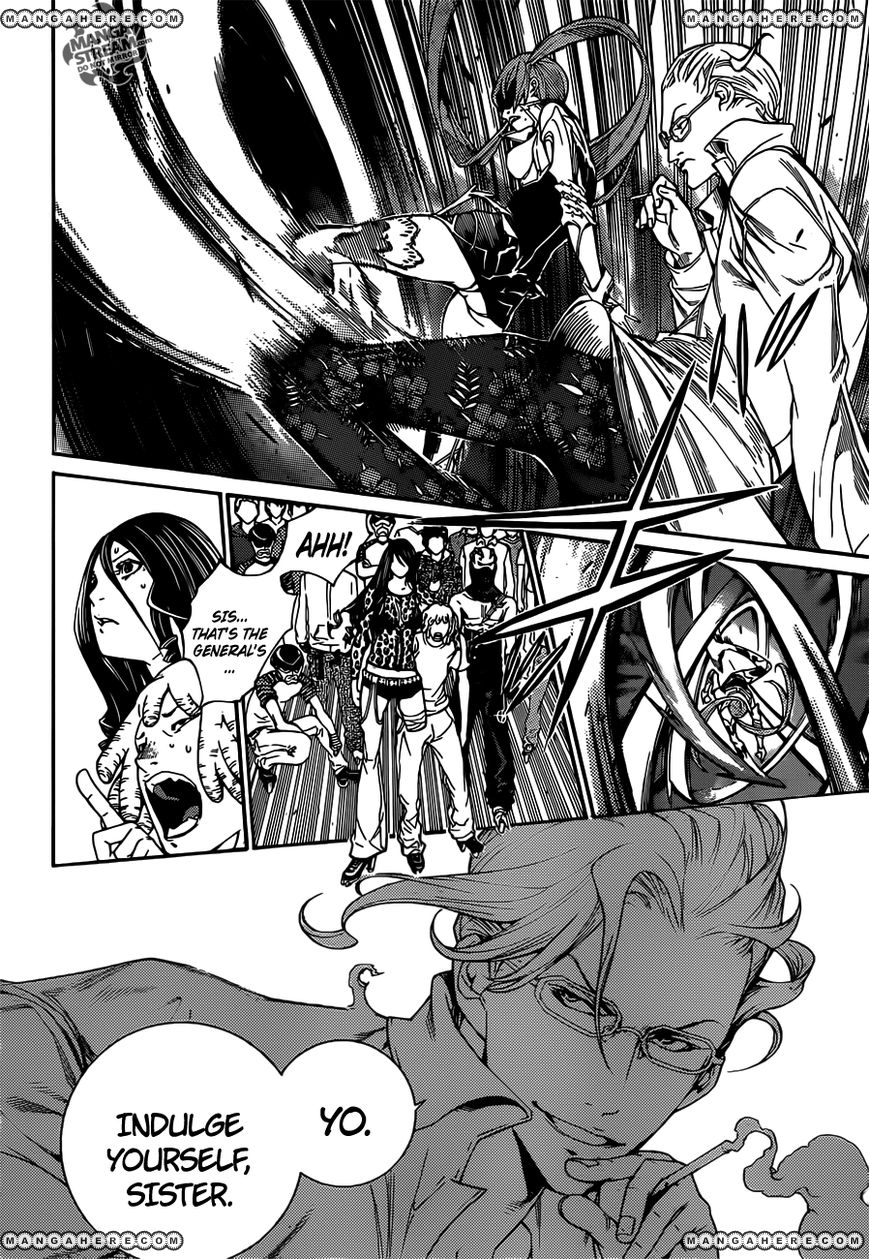 MANGAHERE.COM
MANGAHERE.COM
MANGA
STREAM
.com
DO NOT MIRROR
AHH!
SIS...
THAT'S THE
GENERAL'S
...
YO.
INDULGE
YOURSELF,
SISTER.
MANGAHERE.COM
MANGAHERE.COM